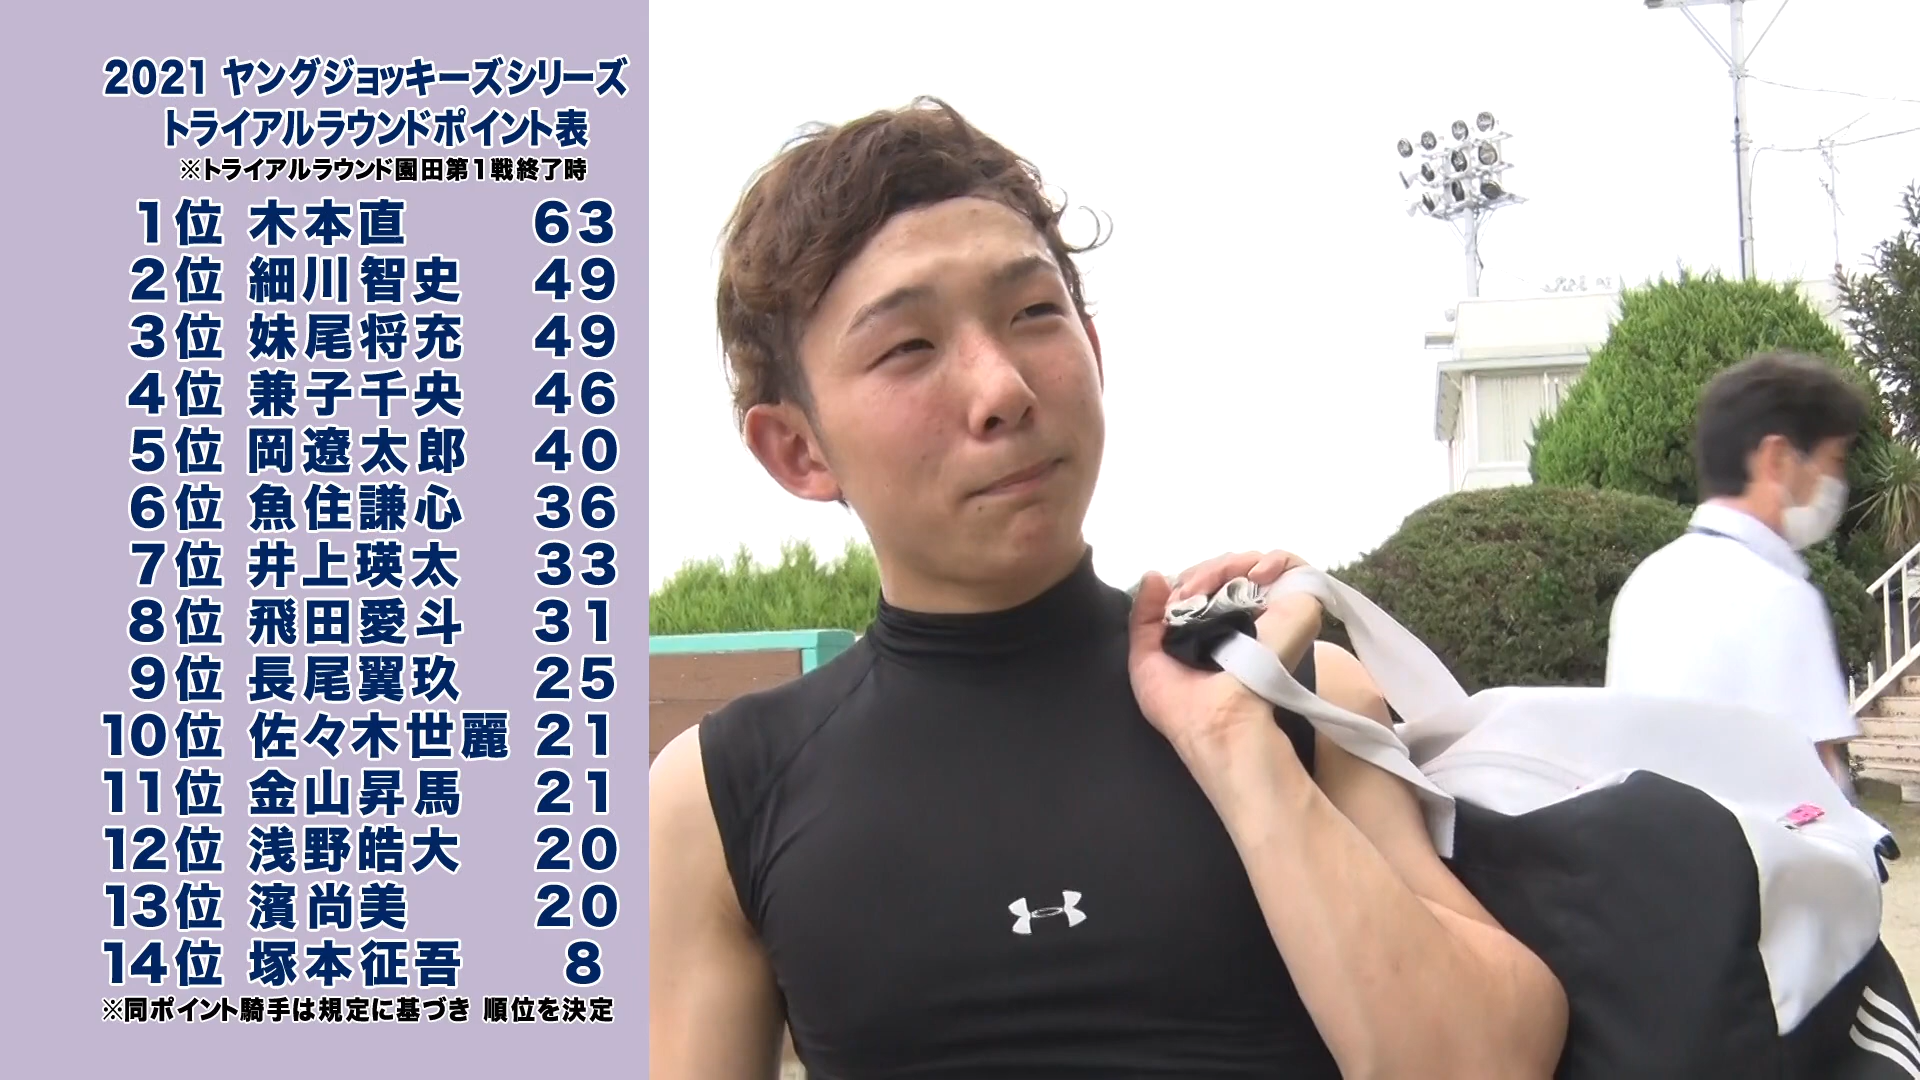 2021 ヤングジョッキーズシリーズ
トライアルラウンドポイント表
※トライアルラウンド園田第1戦終了時
1位 木本直 63
2位 細川智史 49
3位 妹尾将充 49
4位 兼子千央 46
5位 岡遼太郎 40
6位 魚住謙心 36
7位 井上瑛太 33
8位 飛田愛斗 31
9位 長尾翼玖 25
10位 佐々木世麗 21
11位 金山昇馬 21
12位 浅野皓大 20
13位 濱尚美 20
14位 塚本征吾 8
※同ポイント騎手は規定に基づき 順位を決定